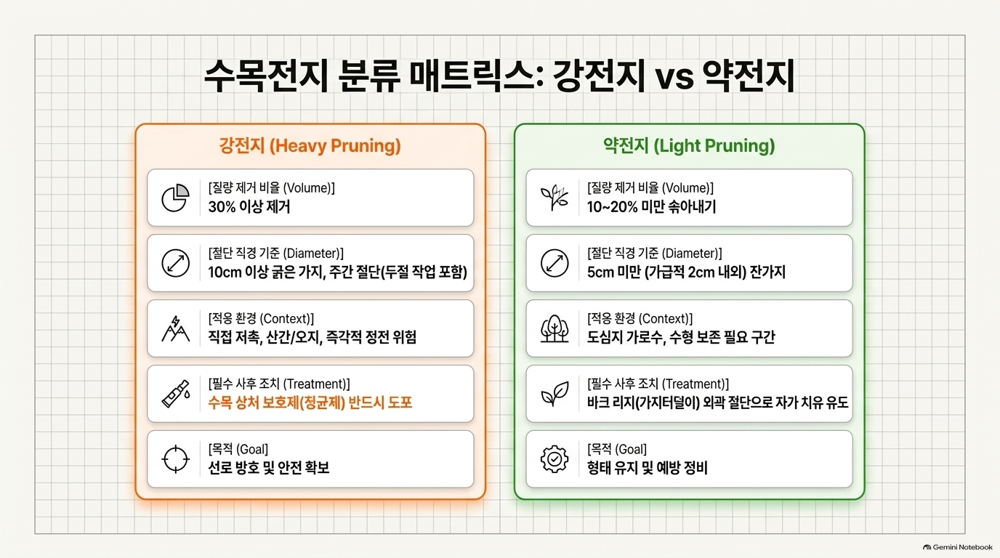 수목전지 분류 매트릭스: 강전지 vs 약전지
강전지 (Heavy Pruning)
[질량 제거 비율 (Volume)]
30% 이상 제거
[절단 직경 기준 (Diameter)]
10cm 이상 굵은 가지, 주간 절단(두절 작업 포함)
[적응 환경 (Context)]
직접 저촉, 산간/오지, 즉각적 정전 위험
[필수 사후 조치 (Treatment)]
수목 상처 보호제(칭균제) 반드시 도포
[목적 (Goal]
선로 방호 및 안전 확보
약전지 (Light Pruning)
[질량 제거 비율 (Volume)]
10~20% 미만 솎아내기
[절단 직경 기준 (Diameter)]
5cm 미만 (가급적 2cm 내외) 잔가지
[적응 환경 (Context)]
도심지 가로수, 수형 보존 필요 구간
[필수 사후 조치 (Treatment)]
바크 리지(가지터덜이) 외곽 절단으로 자가 치유 유도
[목적 (Goal]
형태 유지 및 예방 정비
Gemini Notebook